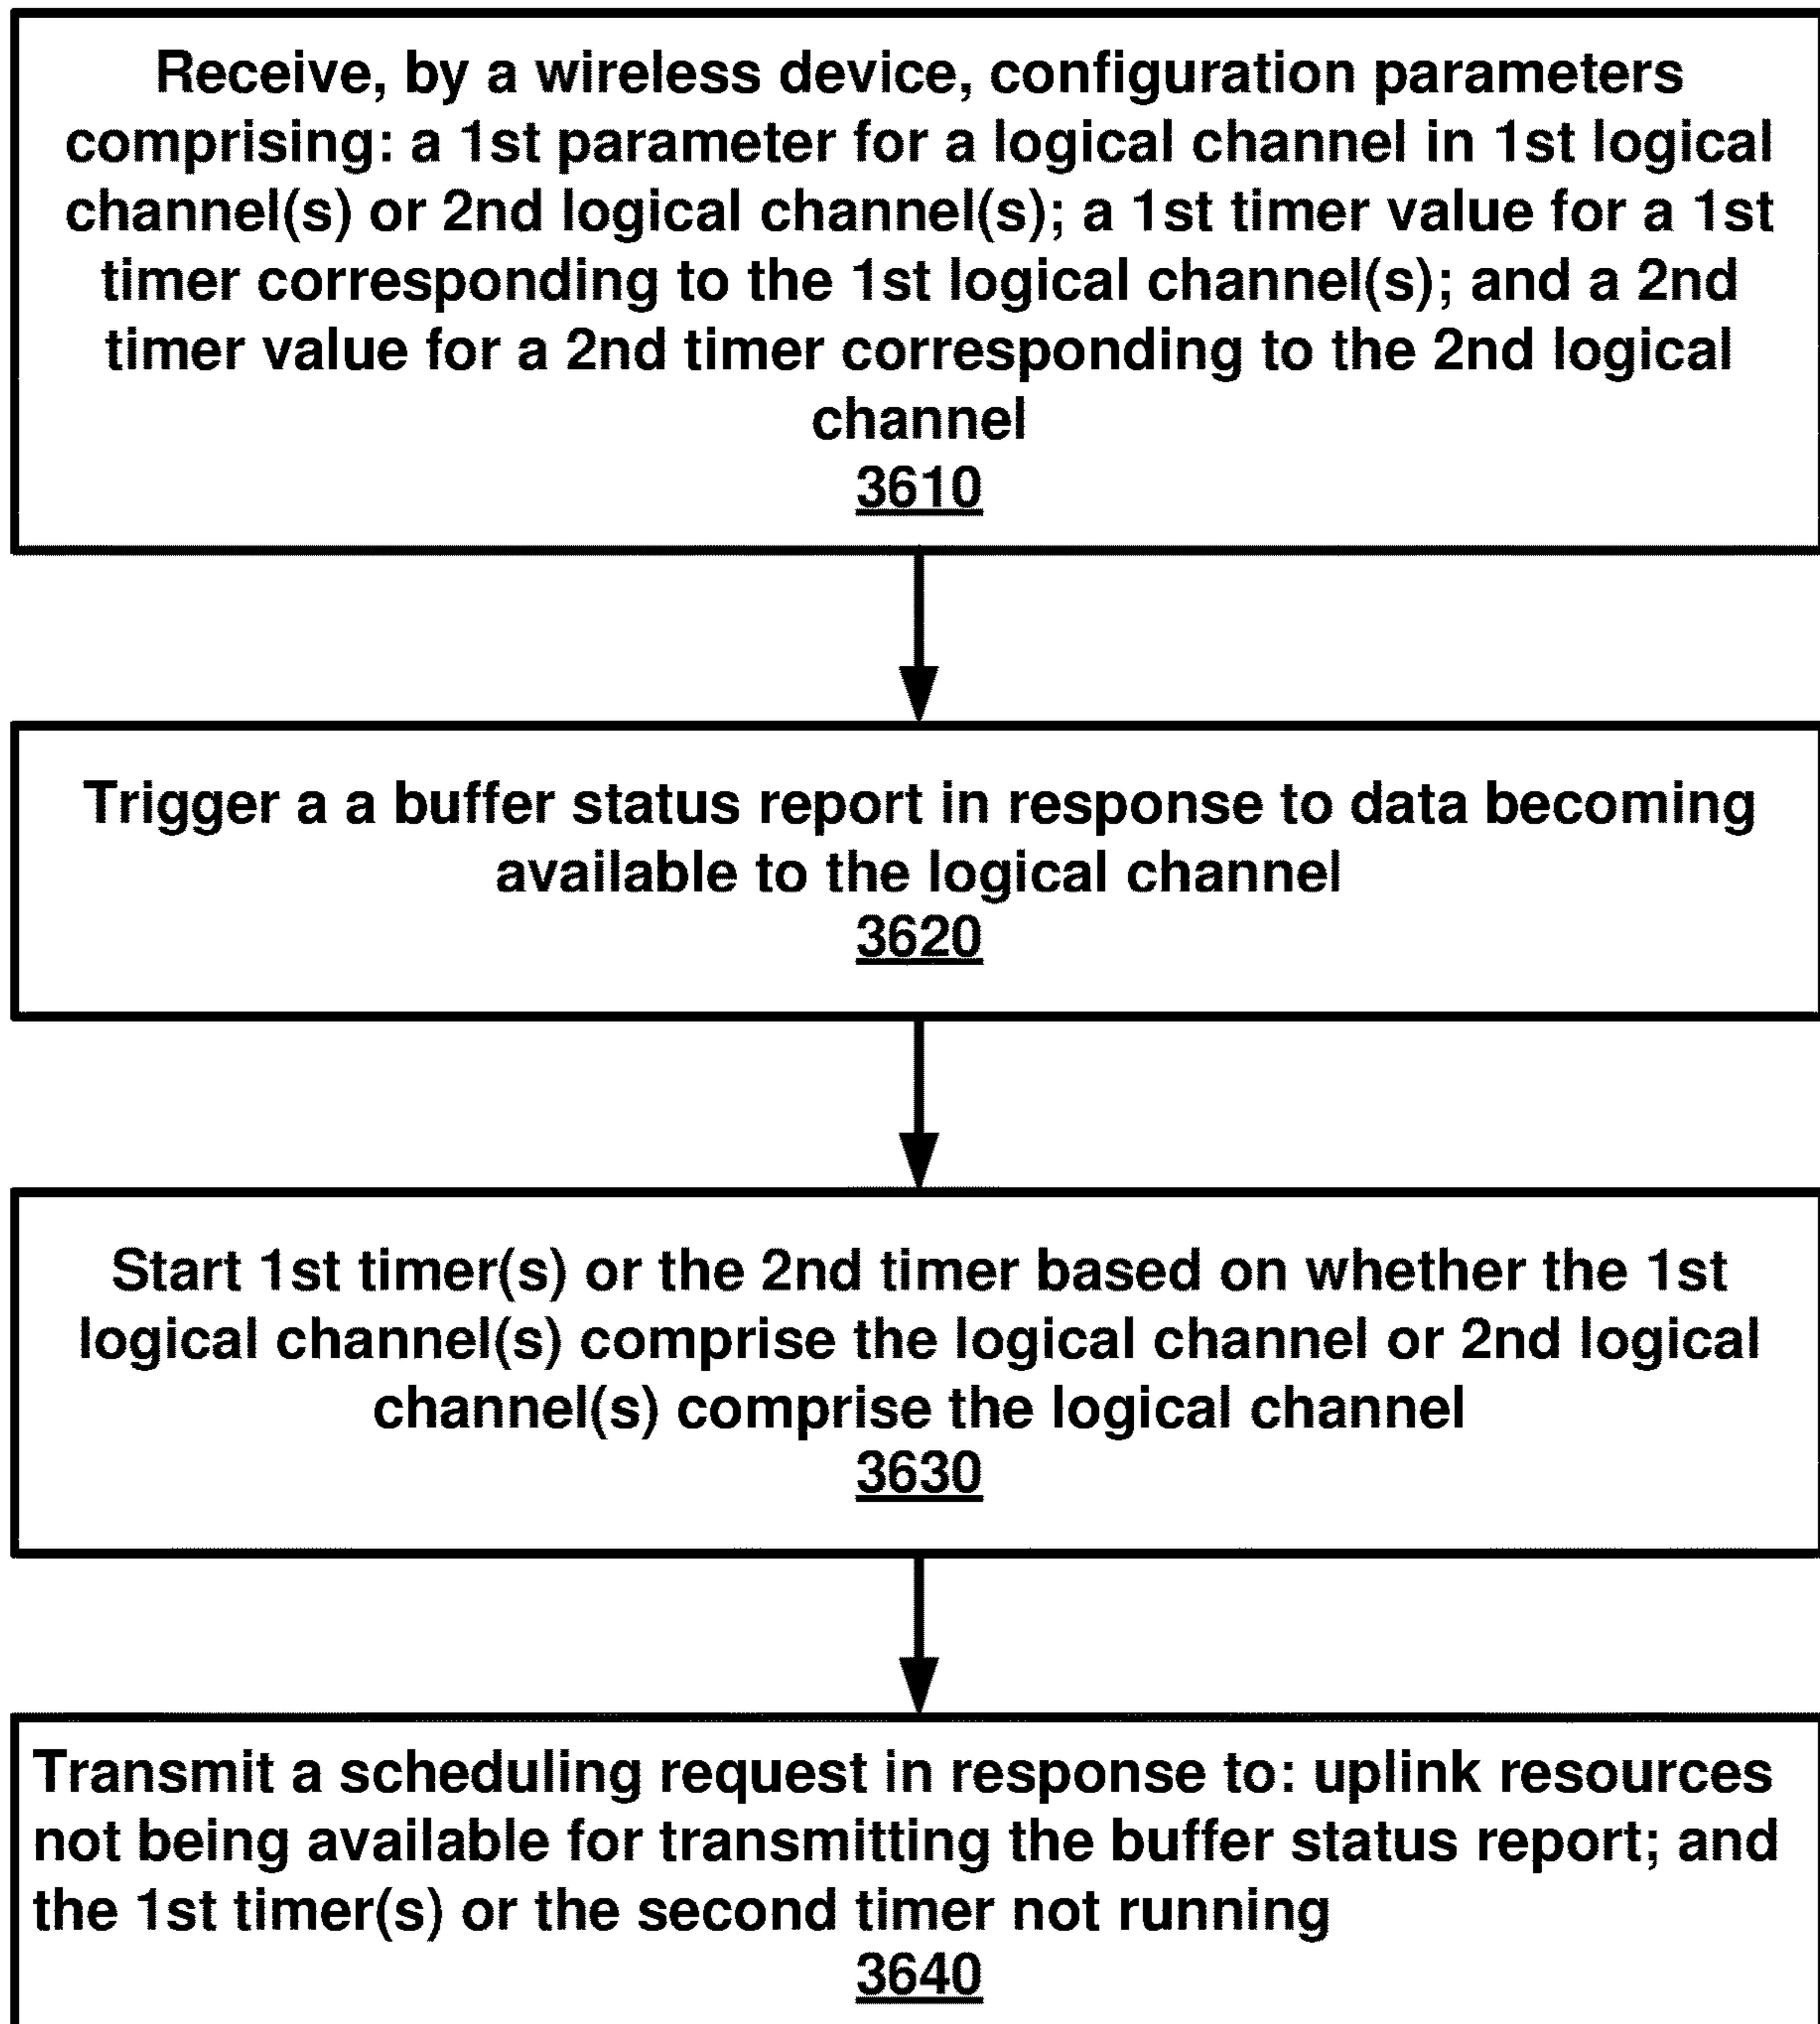 Receive, by a wireless device, configuration parameters
comprising: a 1st parameter for a logical channel in 1st logical
channel(s) or 2nd logical channel(s); a 1st timer value for a 1st
timer corresponding to the 1st logical channel(s); and a 2nd
timer value for a 2nd timer corresponding to the 2nd logical
channel
3610
Trigger a a buffer status report in response to data becoming
available to the logical channel
3620
Start 1st timer(s) or the 2nd timer based on whether the 1st
logical channel(s) comprise the logical channel or 2nd logical
channel(s) comprise the logical channel
3630
Transmit a scheduling request in response to: uplink resources
not being available for transmitting the buffer status report; and
the 1st timer(s) or the second timer not running
3640